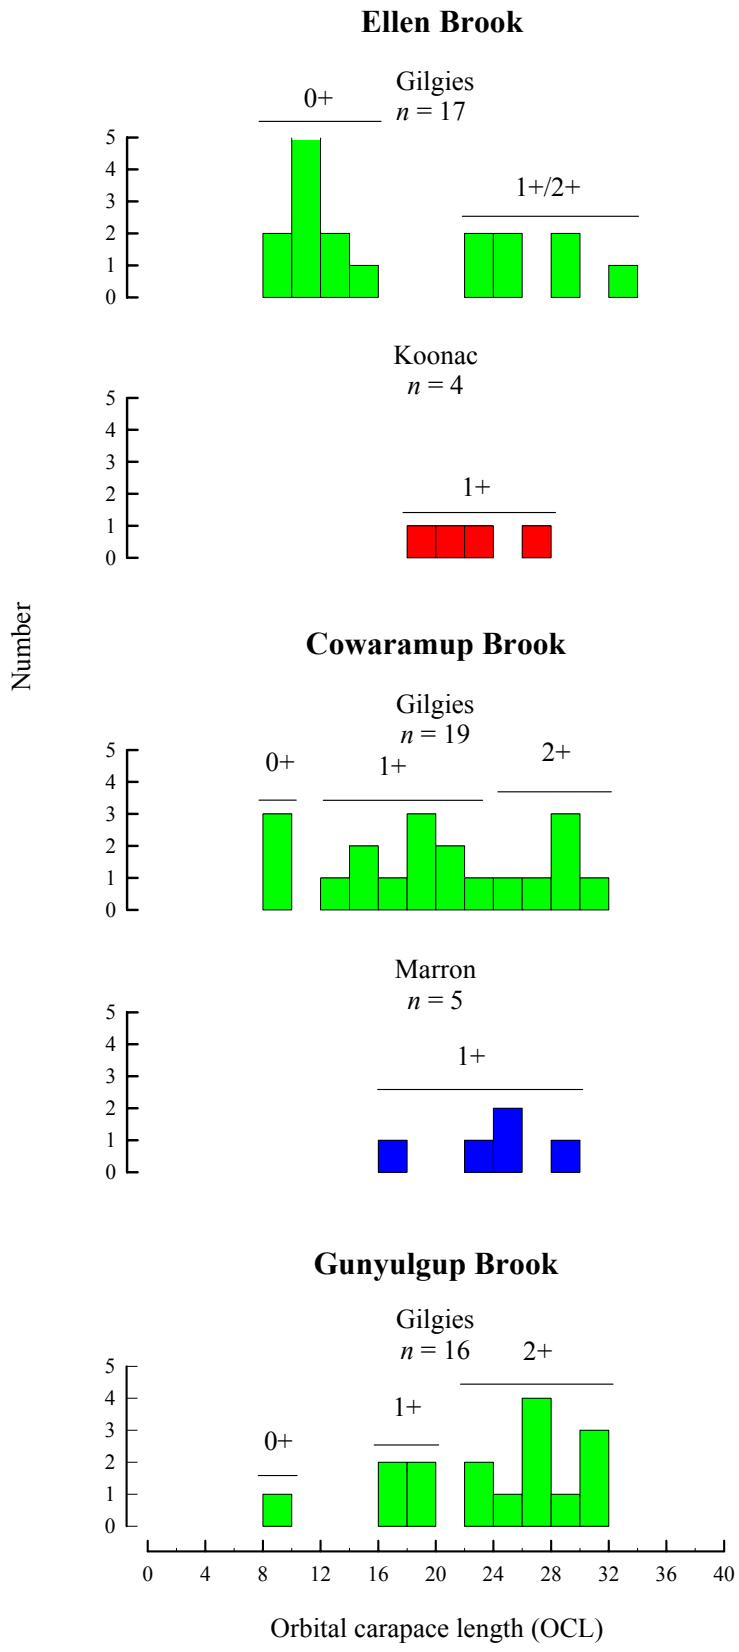 Ellen Brook
Gilgies
0+
n = 17
5
4
3
2
1
0
1+/2+
Koonac
n = 4
5
4
3
2
1
0
1+
Number
Cowaramup Brook
Gilgies
n = 19
5
4
3
2
1
0
0+
1+
2+
Marron
n = 5
5
4
3
2
1
0
1+
Gunyulgup Brook
Gilgies
n = 16
2+
5
4
3
2
1
0
1+
0+
0 4 8 12 16 20 24 28 32 36 40
Orbital carapace length (OCL)